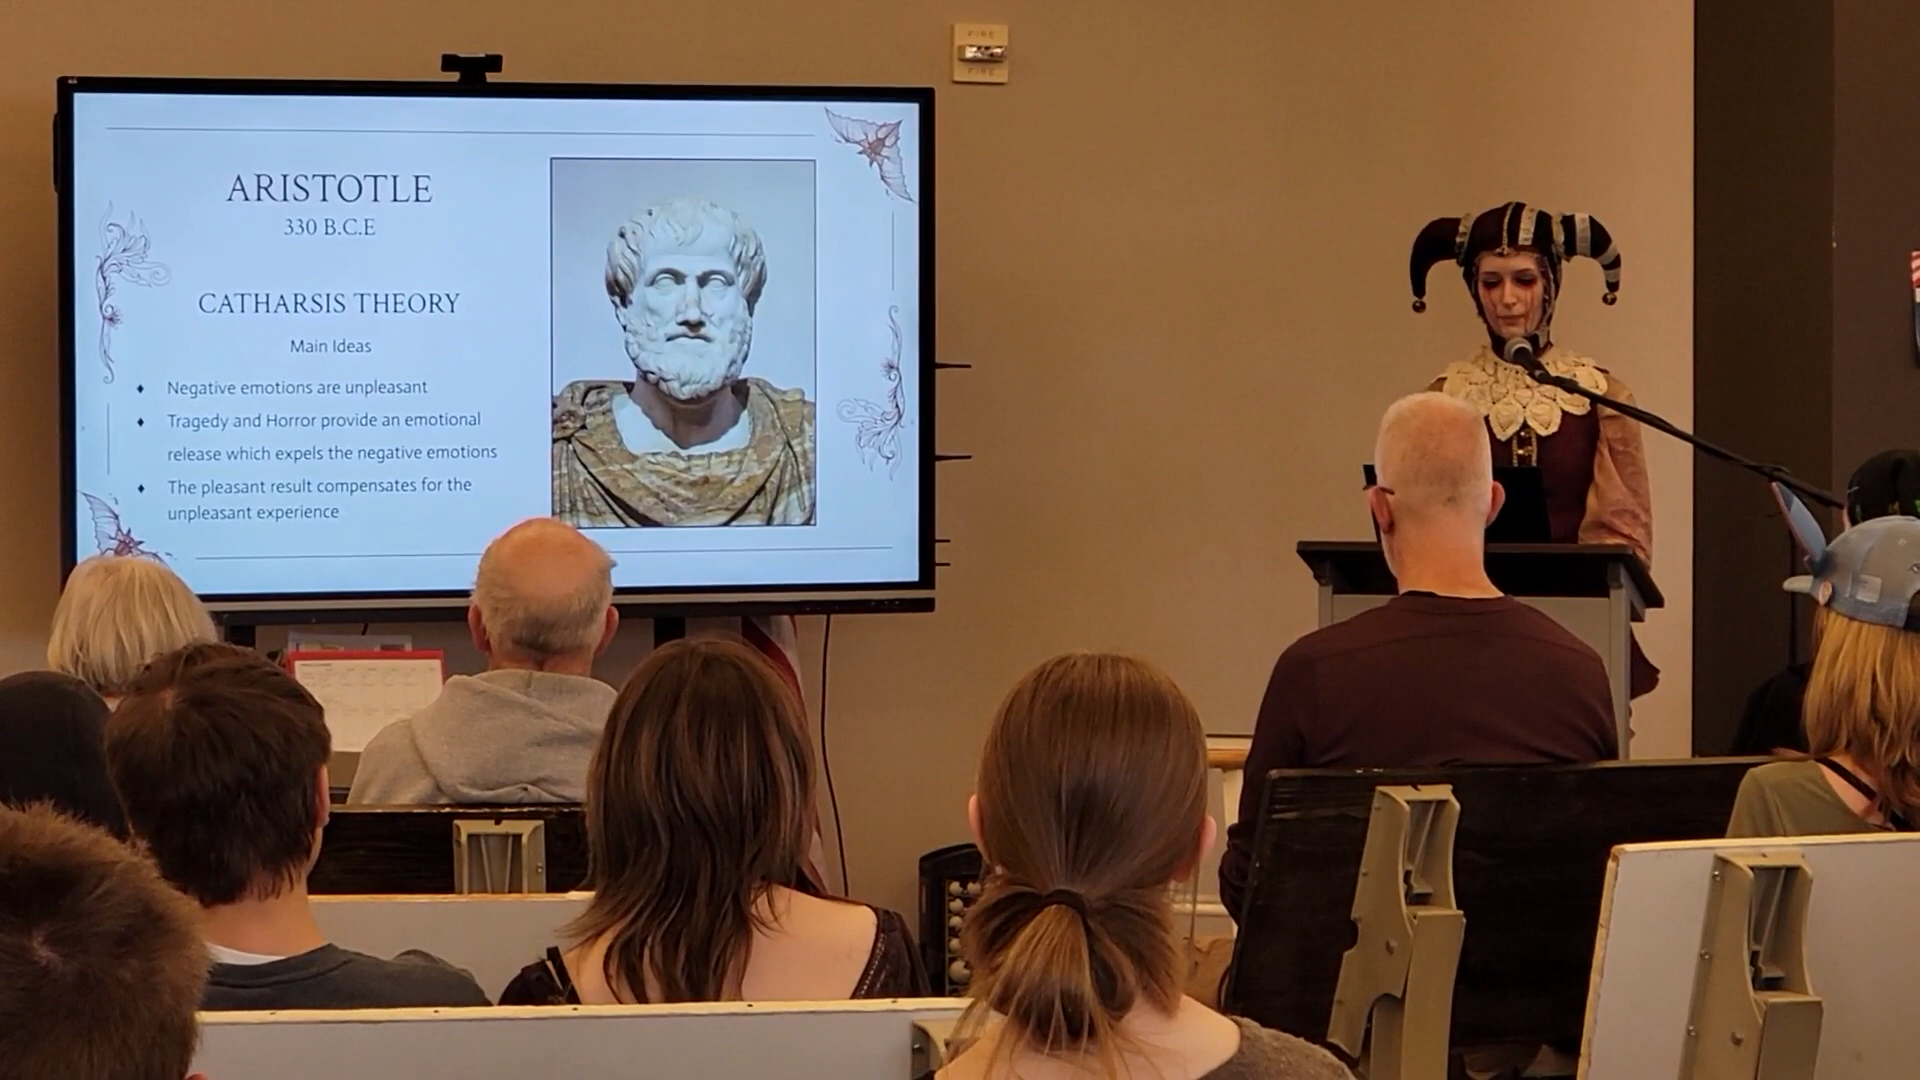 FIRE
FIRE
ARISTOTLE
330 B.C.E
CATHARSIS THEORY
Main Ideas
Negative emotions are unpleasant
Tragedy and Horror provide an emotional
release which expels the negative emotions
The pleasant result compensates for the
unpleasant experience